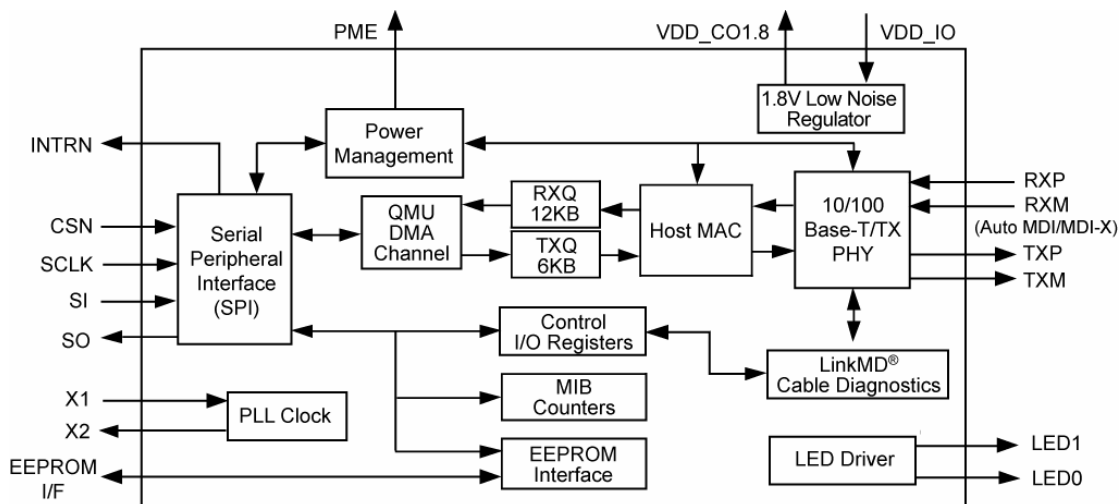 PME
VDD_CO1.8
VDD_IO
1.8V Low Noise
Regulator
Power
Management
INTRN
CSN
SCLK
SI
SO
Serial
Peripheral
Interface
(SPI)
QMU
DMA
Channel
RXQ
12KB
TXQ
6KB
Host MAC
10/100
Base-T/TX
PHY
RXP
RXM
(Auto MDI/MDI-X)
TXP
TXM
Control
I/O Registers
LinkMD®
Cable Diagnostics
MIB
Counters
X1
X2
PLL Clock
EEPROM
I/F
EEPROM
Interface
LED Driver
LED1
LED0